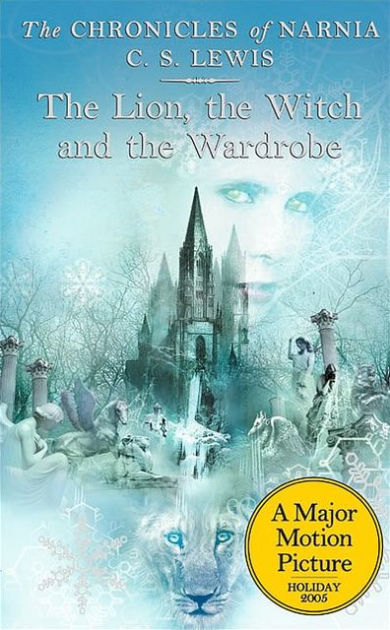 The CHRONICLES of NARNIA
C. S. LEWIS
The Lion, the Witch
and the Wardrobe
A Major
Motion
Picture
HOLIDAY
2005